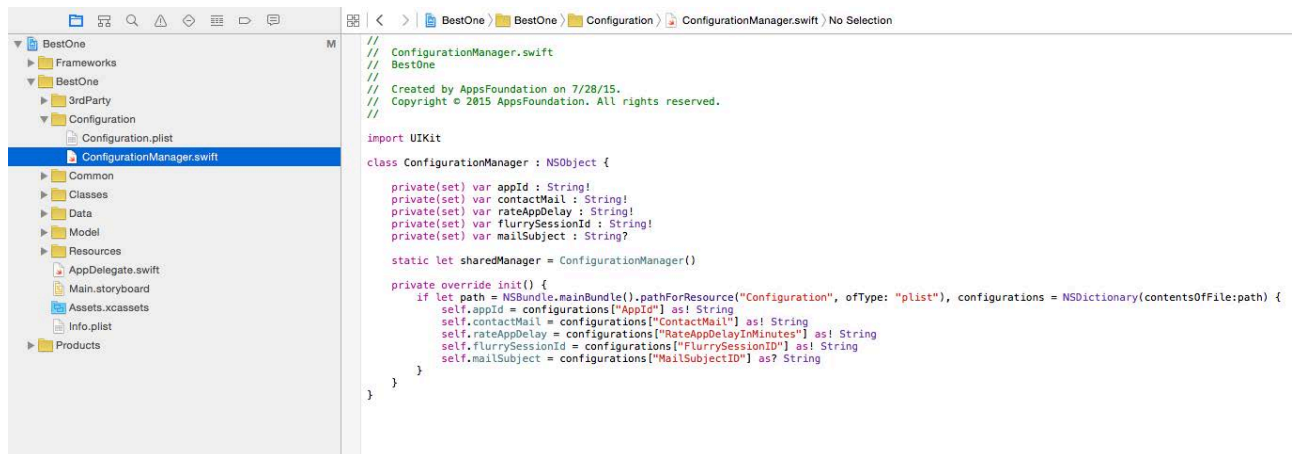 BestOne 〉 BestOne 〉 Configuration 〉 ConfigurationManager.swift 〉 No Selection
BestOne M
Frameworks
BestOne
3rdParty
Configuration
Configuration.plist
ConfigurationManager.swift
Common
Classes
Data
Model
Resources
AppDelegate.swift
Main.storyboard
Assets.xcassets
Info.plist
Products
//
//  ConfigurationManager.swift
//  BestOne
//
//  Created by AppsFoundation on 7/28/15.
//  Copyright © 2015 AppsFoundation. All rights reserved.
//
import UIKit
class ConfigurationManager : NSObject {
    private(set) var appId : String!
    private(set) var contactMail : String!
    private(set) var rateAppDelay : String!
    private(set) var flurrySessionId : String!
    private(set) var mailSubject : String?
    static let sharedManager = ConfigurationManager()
    private override init() {
        if let path = NSBundle.mainBundle().pathForResource("Configuration", ofType: "plist"), configurations = NSDictionary(contentsOfFile:path) {
            self.appId = configurations["AppId"] as! String
            self.contactMail = configurations["ContactMail"] as! String
            self.rateAppDelay = configurations["RateAppDelayInMinutes"] as! String
            self.flurrySessionId = configurations["FlurrySessionID"] as! String
            self.mailSubject = configurations["MailSubjectID"] as? String
        }
    }
}